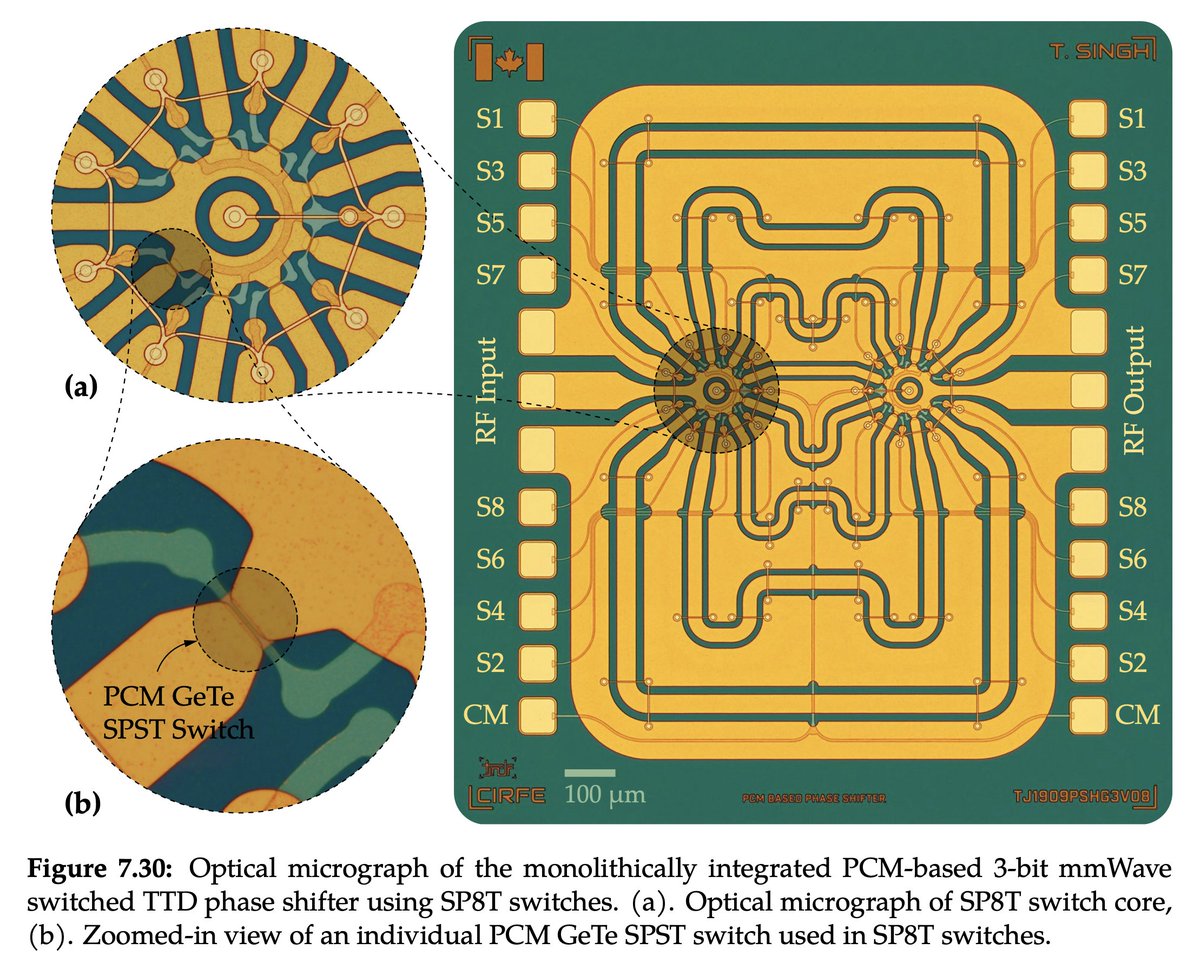 T. SINGH
S1
S3
S5
S7
RF Input
S8
S6
S4
S2
CM
S1
S3
S5
S7
RF Output
S8
S6
S4
S2
CM
(a)
PCM GeTe
SPST Switch
(b)
CIRFE
100 µm
PCM BASED PHASE SHIFTER
TJ1909PSHG3V08
Figure 7.30: Optical micrograph of the monolithically integrated PCM-based 3-bit mmWave
switched TTD phase shifter using SP8T switches. (a). Optical micrograph of SP8T switch core,
(b). Zoomed-in view of an individual PCM GeTe SPST switch used in SP8T switches.